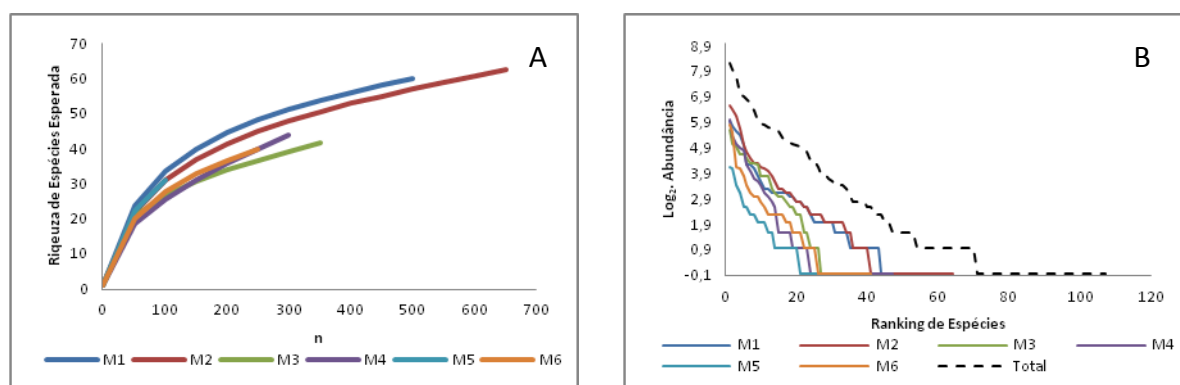 A
Riqeuza de Espécies Esperada
70
60
50
40
30
20
10
0
0 100 200 300 400 500 600 700
n
M1 M2 M3 M4 M5 M6
B
Log₂- Abundância
8,9
7,9
6,9
5,9
4,9
3,9
2,9
1,9
0,9
-0,1
0 20 40 60 80 100 120
Ranking de Espécies
M1 M2 M3 M4
M5 M6 Total